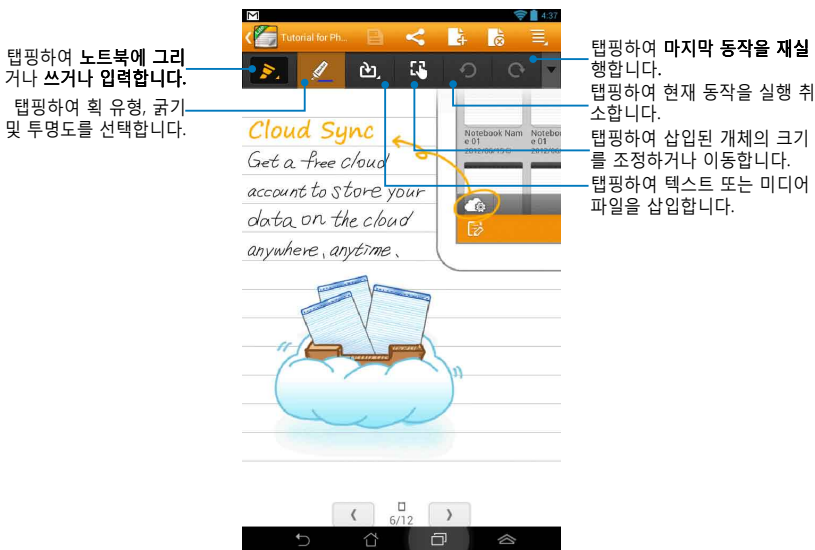 탭핑하여 노트북에 그리
거나 쓰거나 입력합니다.
탭핑하여 획 유형, 굵기
및 투명도를 선택합니다.
4:37
Tutorial for Ph...
Cloud Sync
Get a free cloud
account to store your
data on the cloud
anywhere, anytime.
Notebook Nam
e 01
2012/06/15
Notebo
e 01
2012/06
6/12
탭핑하여 마지막 동작을 재실
행합니다.
탭핑하여 현재 동작을 실행 취
소합니다.
탭핑하여 삽입된 개체의 크기
를 조정하거나 이동합니다.
탭핑하여 텍스트 또는 미디어
파일을 삽입합니다.